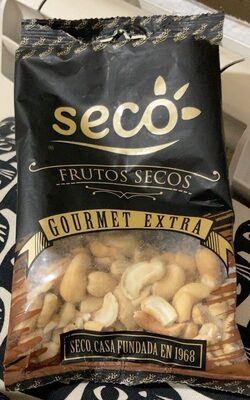 seco
®
FRUTOS SECOS
GOURMET EXTRA
SECO, CASA FUNDADA EN 1968